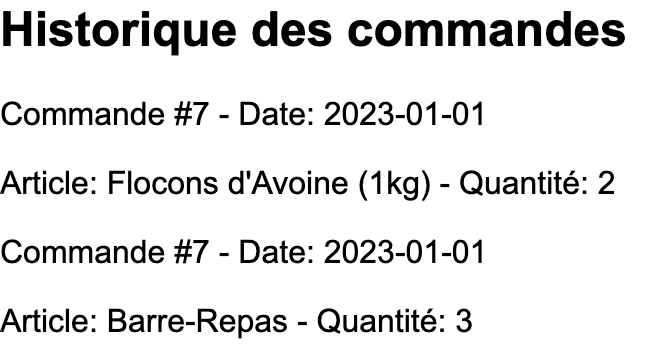 Historique des commandes
Commande #7 - Date: 2023-01-01
Article: Flocons d'Avoine (1kg) - Quantité: 2
Commande #7 - Date: 2023-01-01
Article: Barre-Repas - Quantité: 3